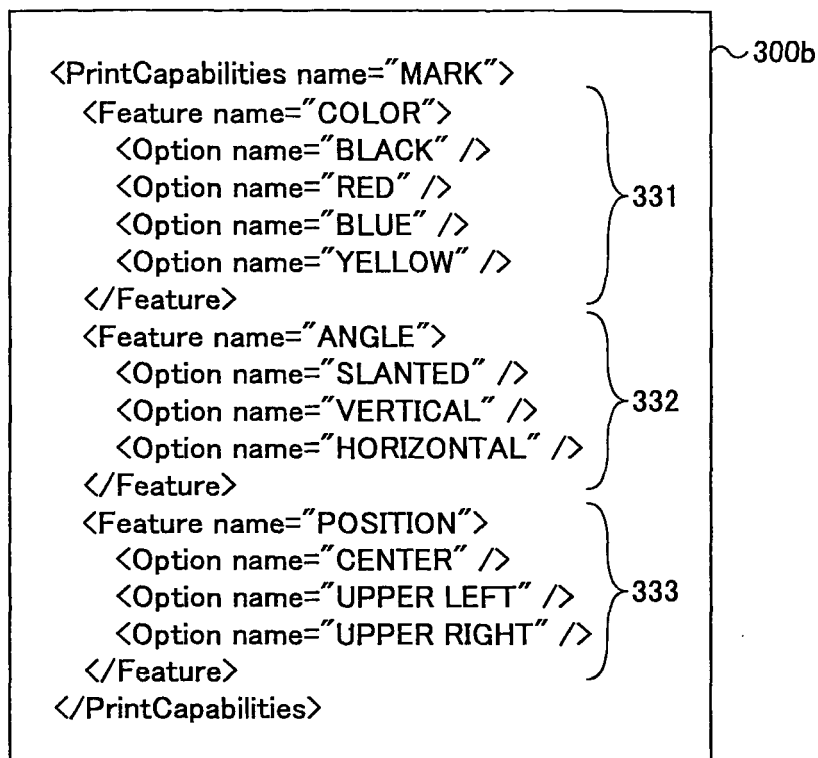 300b
<PrintCapabilities name="MARK">
<Feature name="COLOR">
<Option name="BLACK" />
<Option name="RED" />
<Option name="BLUE" />
<Option name="YELLOW" />
</Feature>
331
<Feature name="ANGLE">
<Option name="SLANTED" />
<Option name="VERTICAL" />
<Option name="HORIZONTAL" />
</Feature>
332
<Feature name="POSITION">
<Option name="CENTER" />
<Option name="UPPER LEFT" />
<Option name="UPPER RIGHT" />
</Feature>
333
</PrintCapabilities>